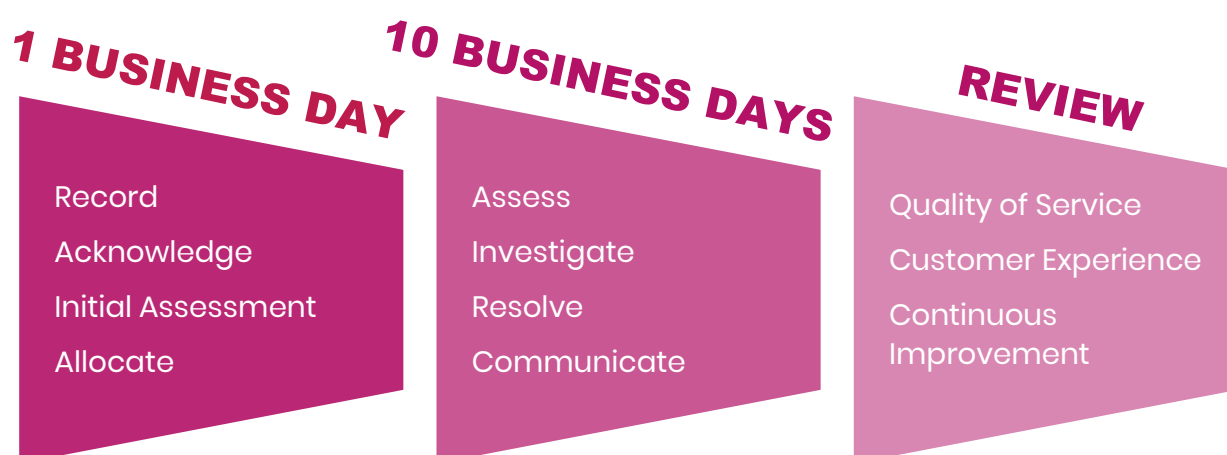 1 BUSINESS DAY
Record
Acknowledge
Initial Assessment
Allocate
10 BUSINESS DAYS
Assess
Investigate
Resolve
Communicate
REVIEW
Quality of Service
Customer Experience
Continuous
Improvement